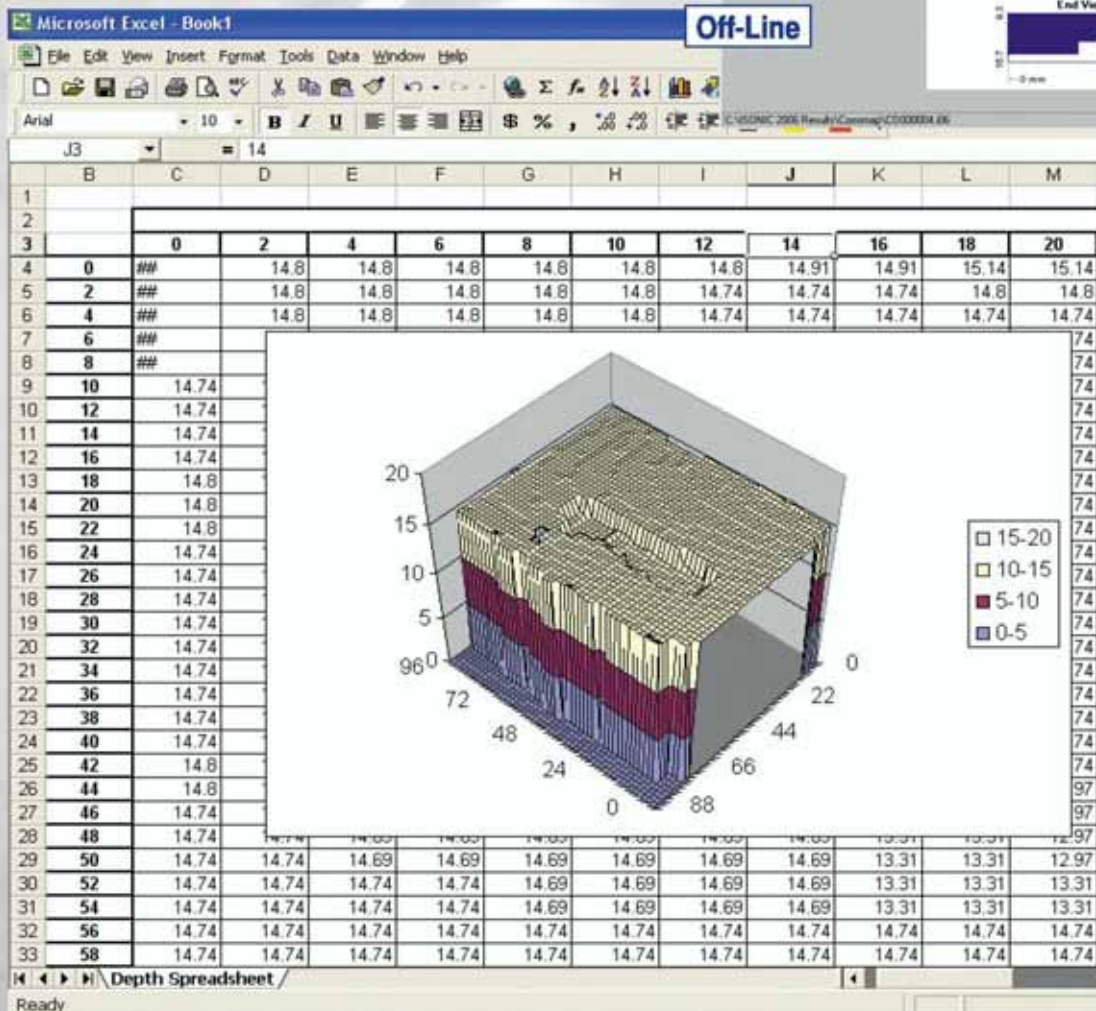 Microsoft Excel - Book1
Off-Line
File Edit View Insert Format Tools Data Window Help
Arial 10 B I U $ % ,
J3 = 14
B C D E F G H I J K L M
1
2
3 0 2 4 6 8 10 12 14 16 18 20
4 0 ## 14.8 14.8 14.8 14.8 14.8 14.8 14.91 14.91 15.14 15.14
5 2 ## 14.8 14.8 14.8 14.8 14.8 14.74 14.74 14.74 14.8 14.8
6 4 ## 14.8 14.8 14.8 14.8 14.8 14.74 14.74 14.74 14.74 14.74
7 6 ## 74
8 8 ## 74
9 10 14.74 74
10 12 14.74 74
11 14 14.74 74
12 16 14.74 74
13 18 14.8 74
14 20 14.8 74
15 22 14.8 74
16 24 14.74 74
17 26 14.74 74
18 28 14.74 74
19 30 14.74 74
20 32 14.74 74
21 34 14.74 74
22 36 14.74 74
23 38 14.74 74
24 40 14.74 74
25 42 14.8 74
26 44 14.8 97
27 46 14.74 97
28 48 14.74 12.97
29 50 14.74 14.74 14.69 14.69 14.69 14.69 14.69 14.69 13.31 13.31 12.97
30 52 14.74 14.74 14.74 14.74 14.69 14.69 14.69 14.69 13.31 13.31 13.31
31 54 14.74 14.74 14.74 14.74 14.69 14.69 14.69 14.69 13.31 13.31 13.31
32 56 14.74 14.74 14.74 14.74 14.74 14.74 14.74 14.74 14.74 14.74 14.74
33 58 14.74 14.74 14.74 14.74 14.74 14.74 14.74 14.74 14.74 14.74 14.74
20
15
10
5
0
96
72
48
24
0
88
66
44
22
0
15-20
10-15
5-10
0-5
Depth Spreadsheet
Ready